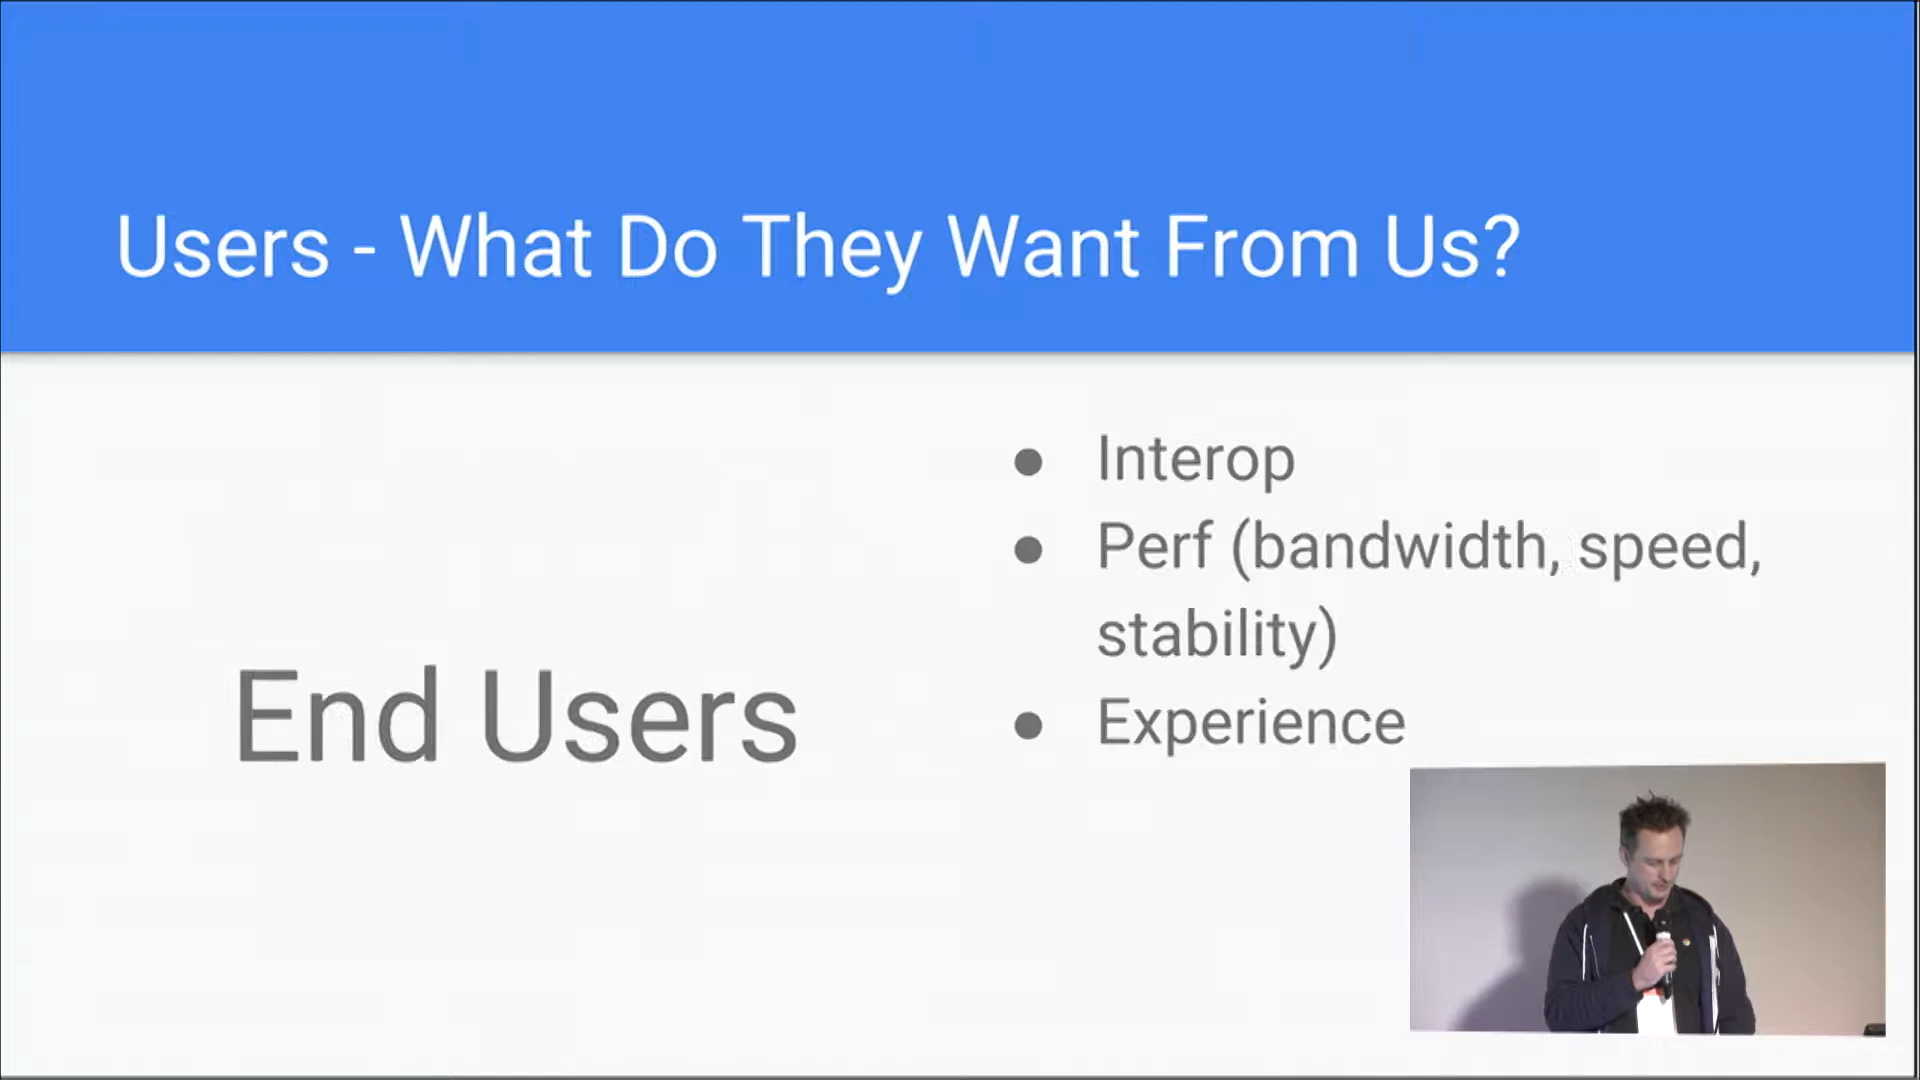 Users - What Do They Want From Us?
End Users
● Interop
● Perf (bandwidth, speed,
stability)
● Experience